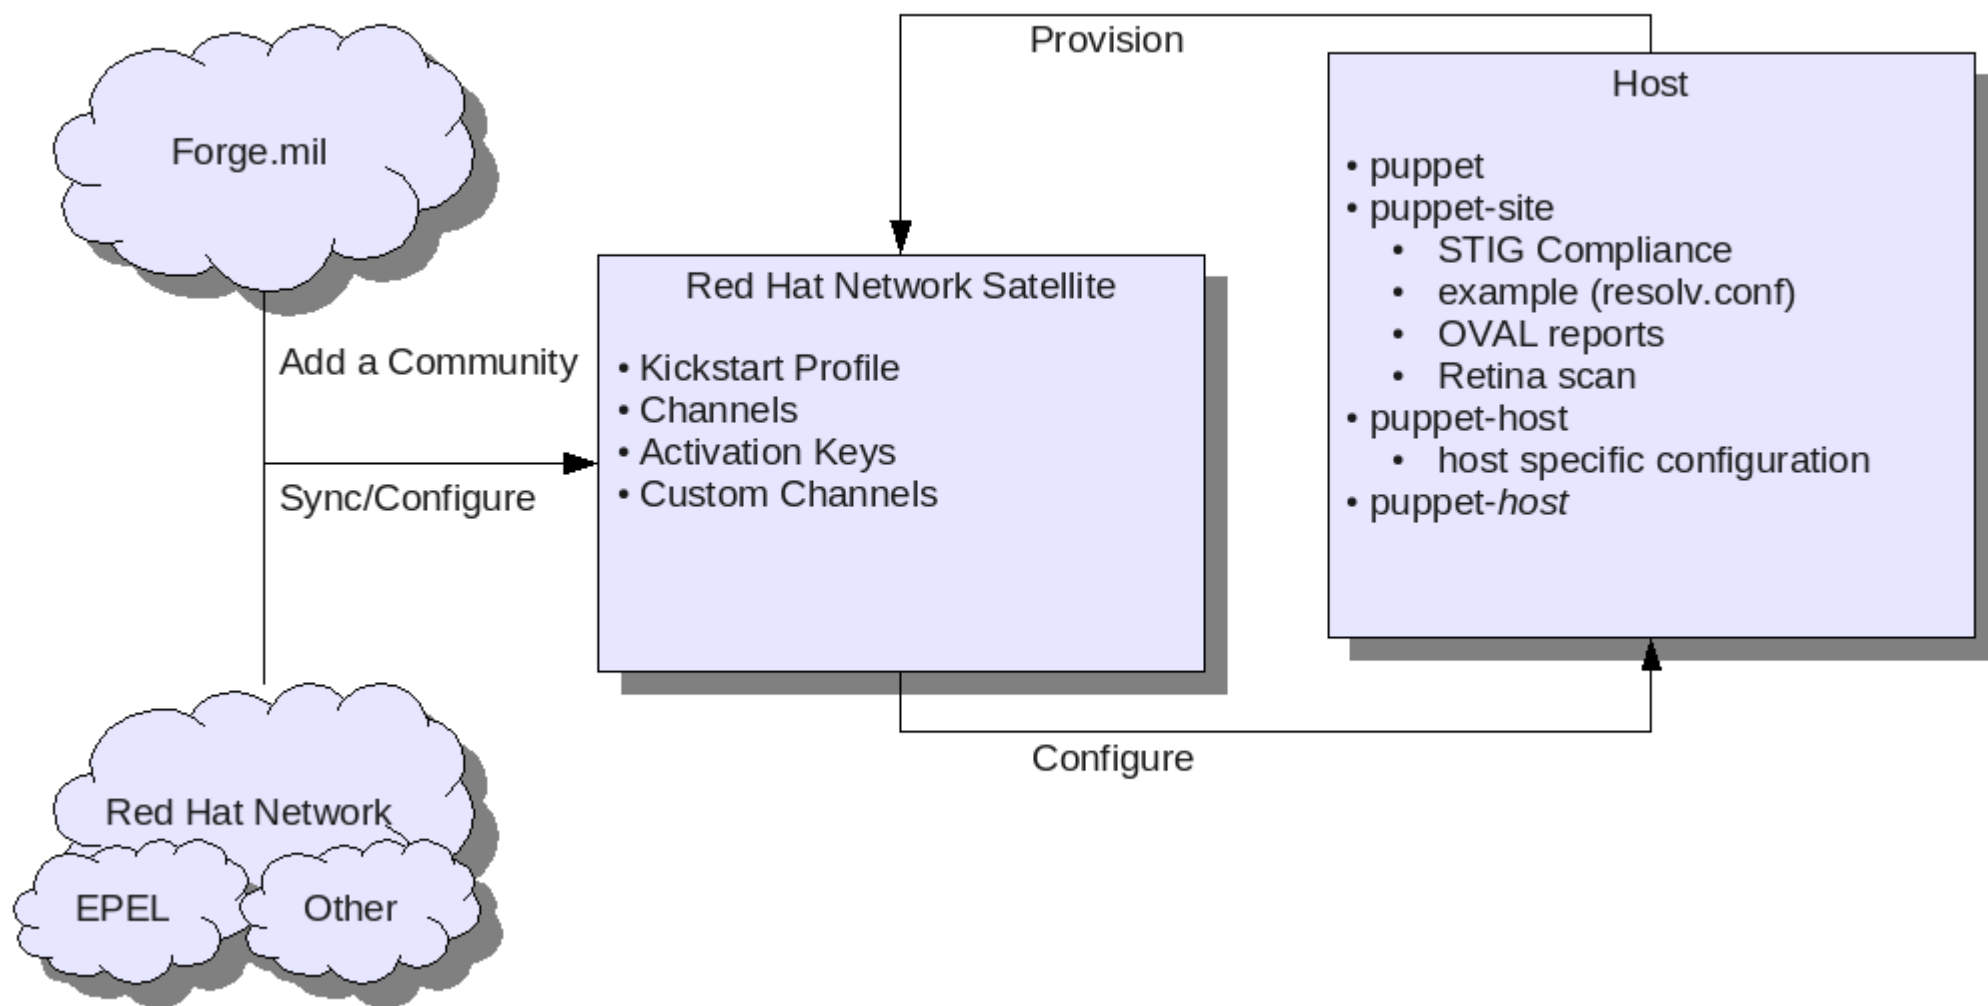 Forge.mil
Add a Community
Sync/Configure
Red Hat Network
EPEL
Other
Provision
Red Hat Network Satellite
• Kickstart Profile
• Channels
• Activation Keys
• Custom Channels
Configure
Host
• puppet
• puppet-site
• STIG Compliance
• example (resolv.conf)
• OVAL reports
• Retina scan
• puppet-host
• host specific configuration
• puppet-host